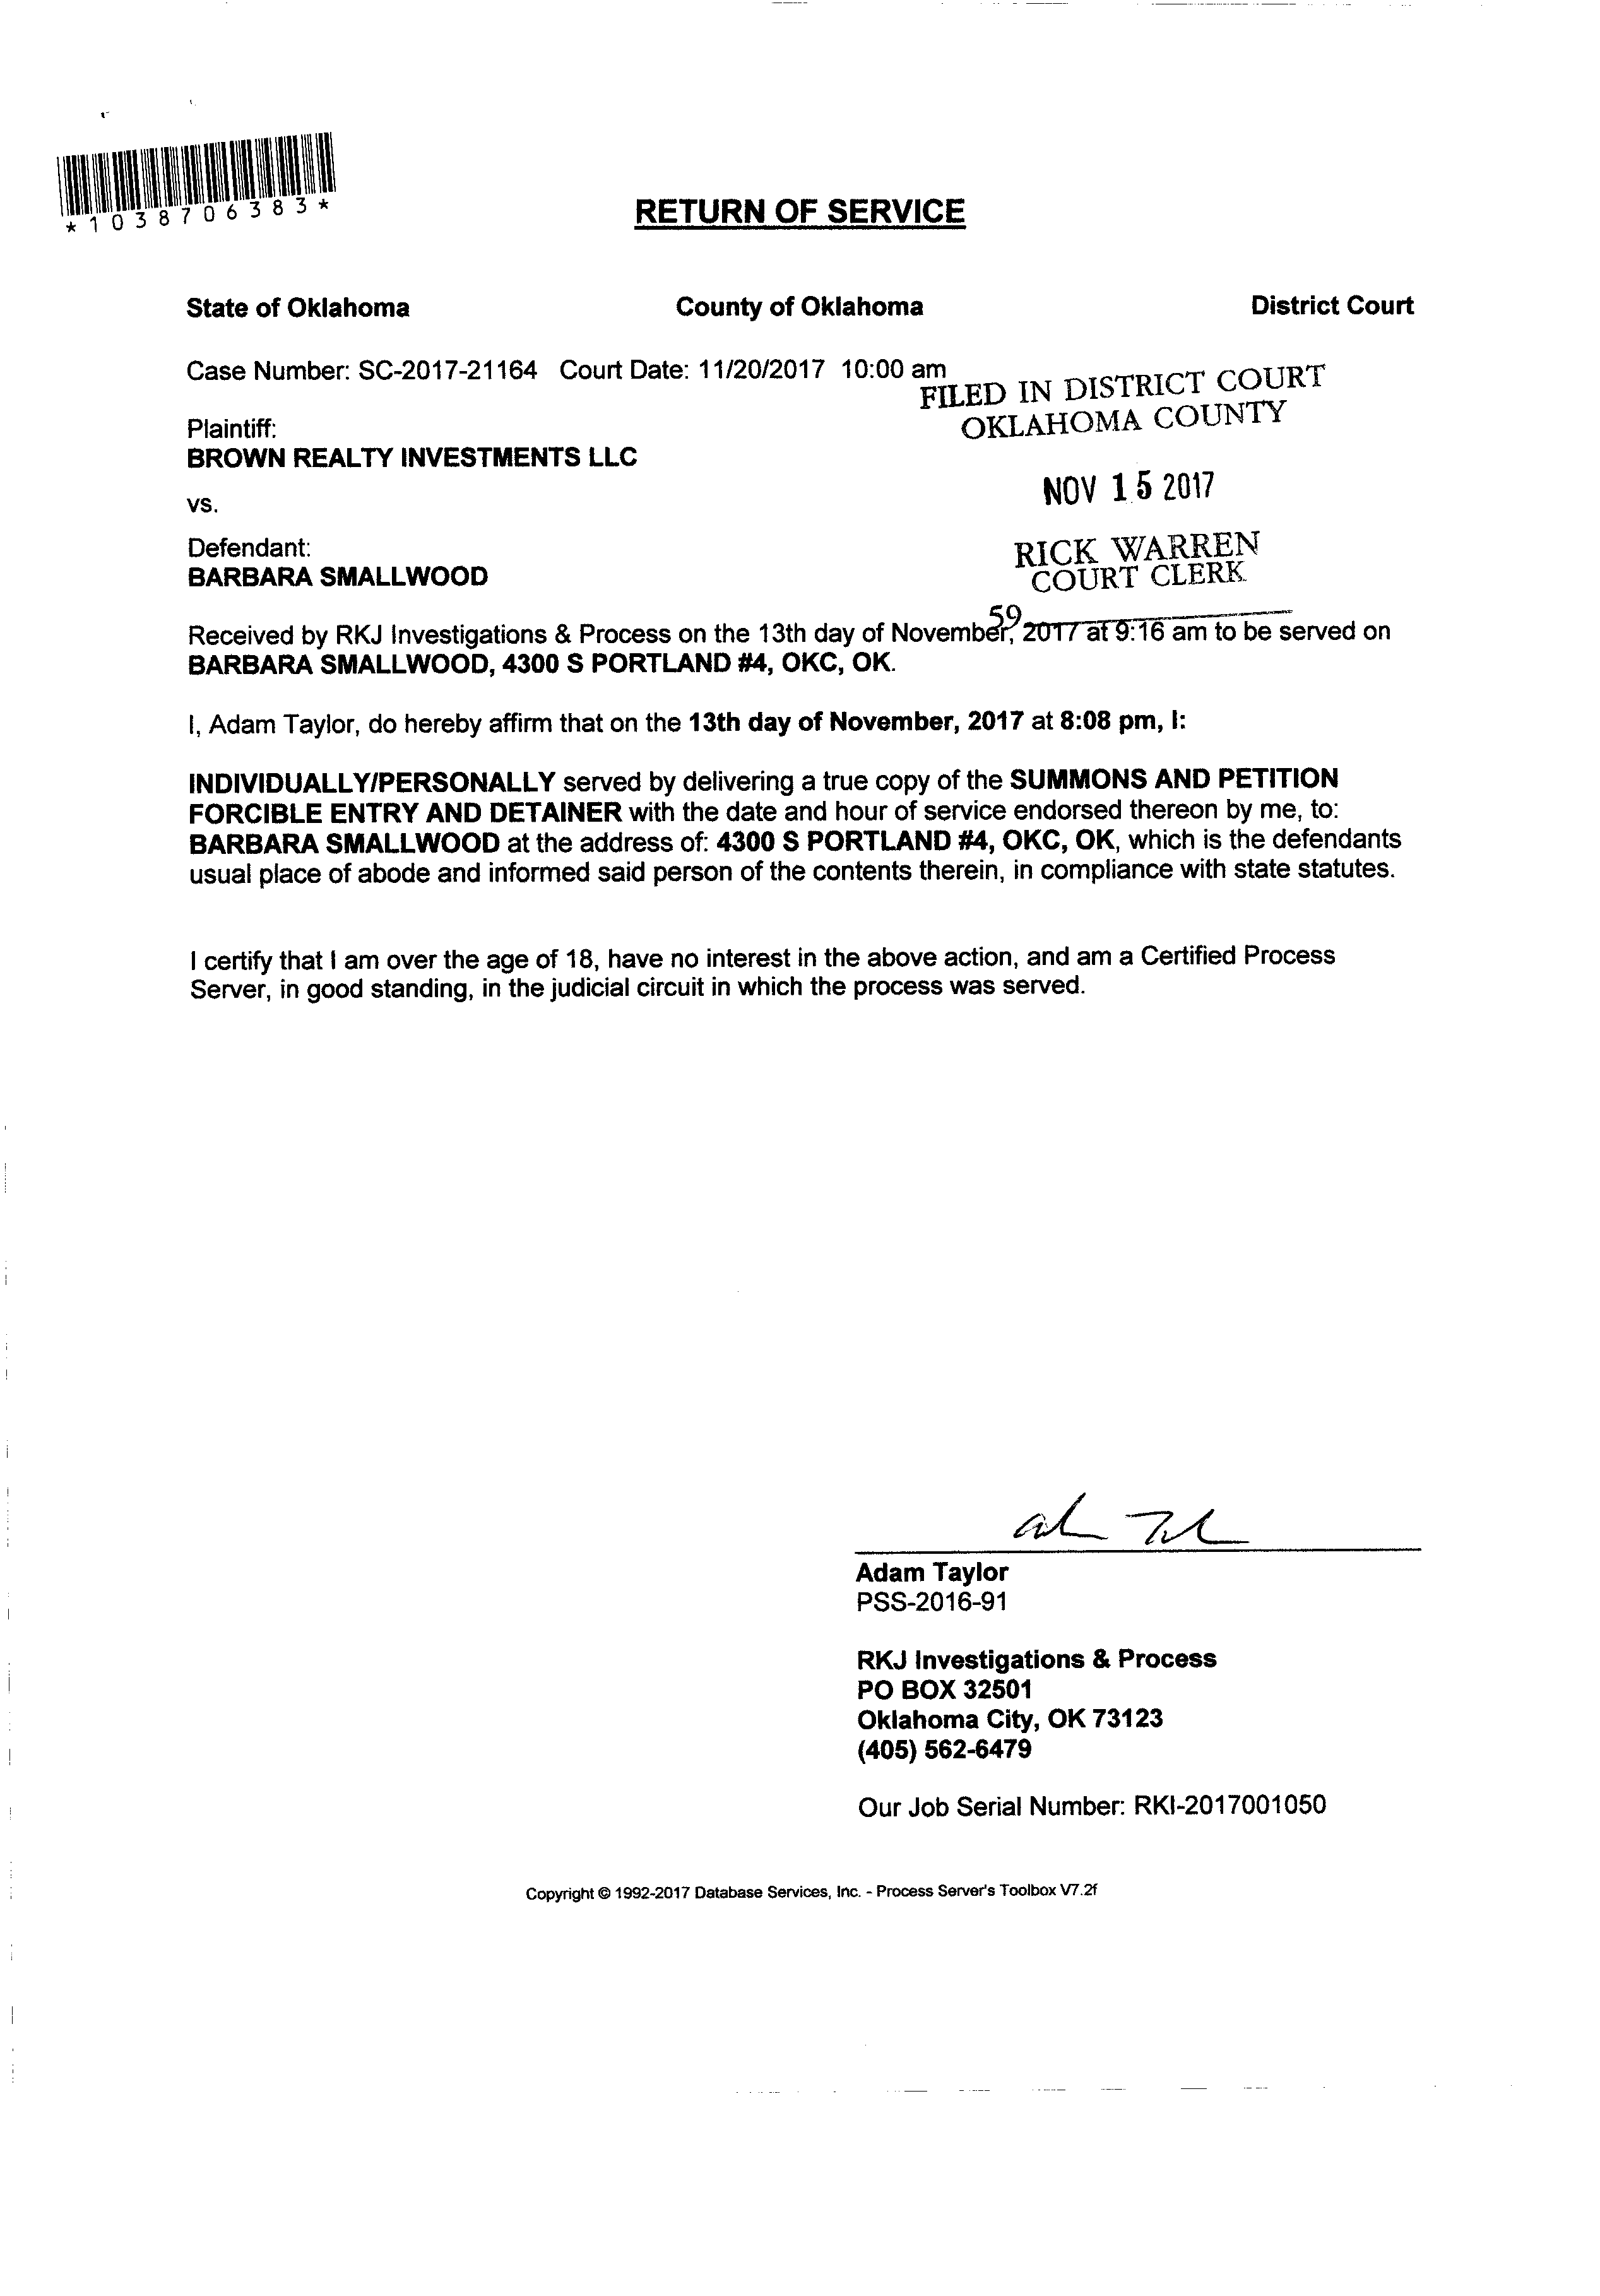 *1038706383*
RETURN OF SERVICE
State of Oklahoma County of Oklahoma District Court
Case Number: SC-2017-21164 Court Date: 11/20/2017 10:00 am
FILED IN DISTRICT COURT
OKLAHOMA COUNTY
Plaintiff:
BROWN REALTY INVESTMENTS LLC
NOV 15 2017
vs.
RICK WARREN
COURT CLERK
Defendant:
BARBARA SMALLWOOD
59
Received by RKJ Investigations & Process on the 13th day of November, 2017 at 9:16 am to be served on
BARBARA SMALLWOOD, 4300 S PORTLAND #4, OKC, OK.
I, Adam Taylor, do hereby affirm that on the 13th day of November, 2017 at 8:08 pm, I:
INDIVIDUALLY/PERSONALLY served by delivering a true copy of the SUMMONS AND PETITION
FORCIBLE ENTRY AND DETAINER with the date and hour of service endorsed thereon by me, to:
BARBARA SMALLWOOD at the address of: 4300 S PORTLAND #4, OKC, OK, which is the defendants
usual place of abode and informed said person of the contents therein, in compliance with state statutes.
I certify that I am over the age of 18, have no interest in the above action, and am a Certified Process
Server, in good standing, in the judicial circuit in which the process was served.
Adam Taylor
PSS-2016-91
RKJ Investigations & Process
PO BOX 32501
Oklahoma City, OK 73123
(405) 562-6479
Our Job Serial Number: RKI-2017001050
Copyright © 1992-2017 Database Services, Inc. - Process Server's Toolbox V7.2f